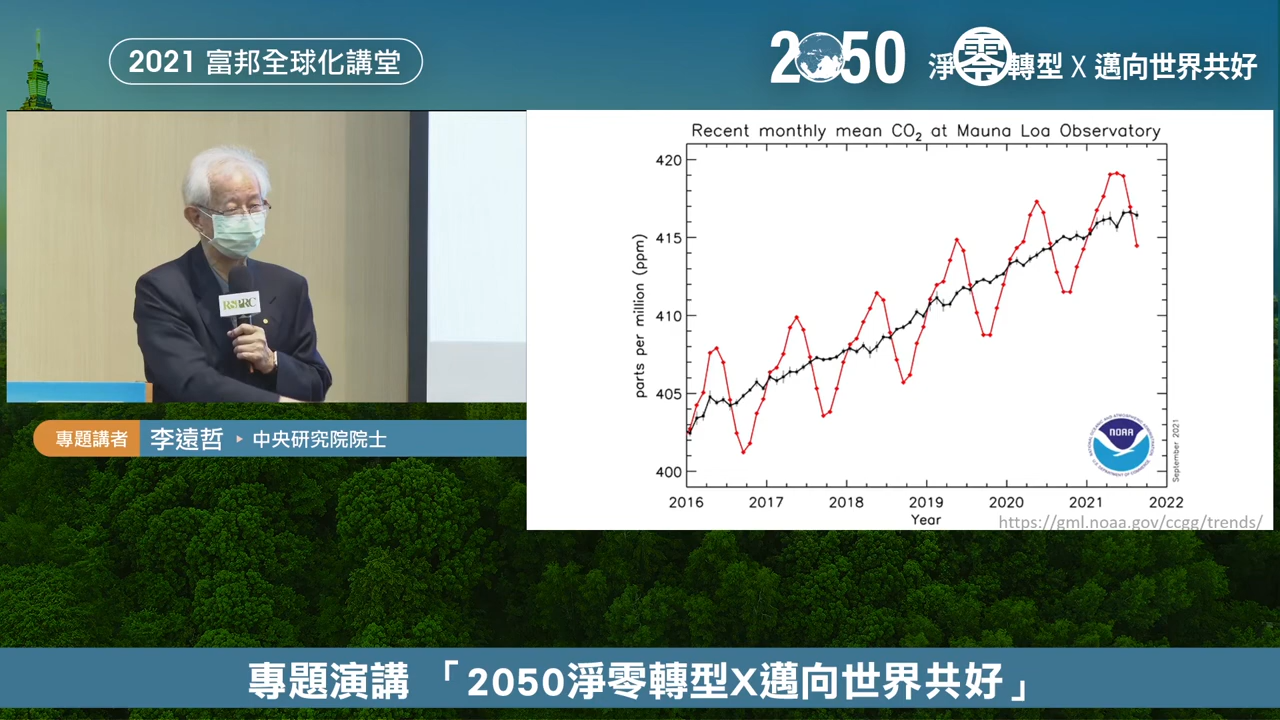 2021 富邦全球化講堂
2050 淨零轉型 X 邁向世界共好
Recent monthly mean CO₂ at Mauna Loa Observatory
420
415
410
405
400
parts per million (ppm)
2016 2017 2018 2019 2020 2021 2022
Year
NOAA
September 2021
https://gml.noaa.gov/ccgg/trends/
專題講者 李遠哲 ▸ 中央研究院院士
專題演講 「2050淨零轉型X邁向世界共好」